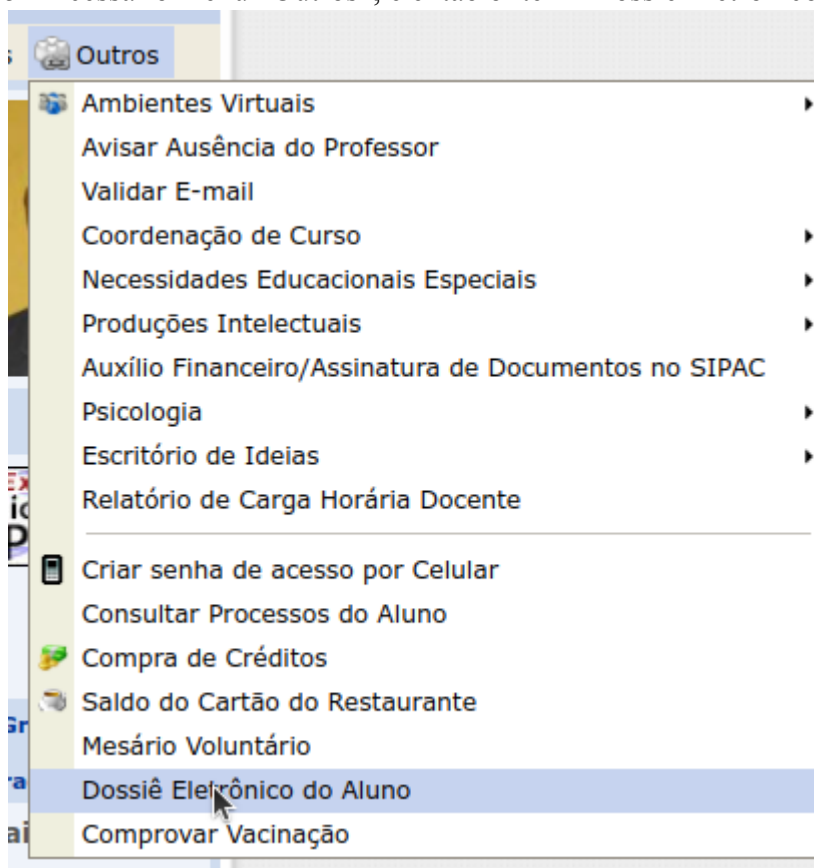 Outros
Ambientes Virtuais
Avisar Ausência do Professor
Validar E-mail
Coordenação de Curso
Necessidades Educacionais Especiais
Produções Intelectuais
Auxílio Financeiro/Assinatura de Documentos no SIPAC
Psicologia
Escritório de Ideias
Relatório de Carga Horária Docente
Criar senha de acesso por Celular
Consultar Processos do Aluno
Compra de Créditos
Saldo do Cartão do Restaurante
Mesário Voluntário
Dossiê Eletrônico do Aluno
Comprovar Vacinação